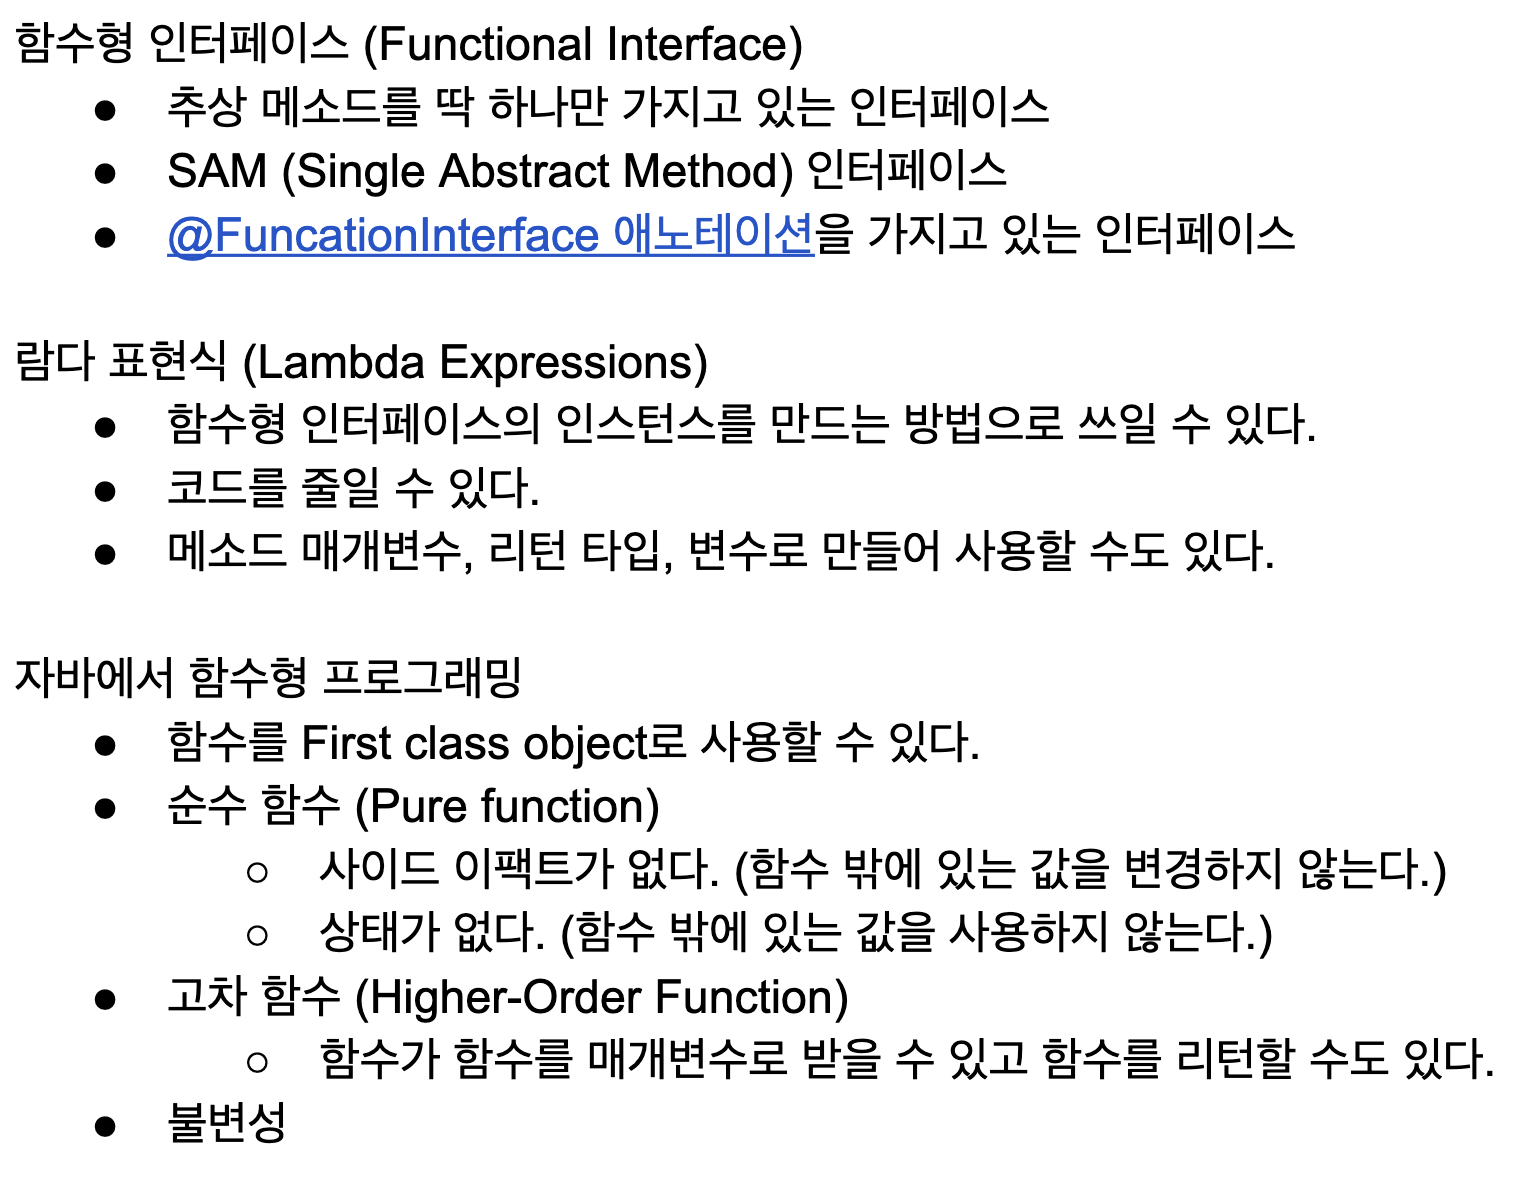 함수형 인터페이스 (Functional Interface)
● 추상 메소드를 딱 하나만 가지고 있는 인터페이스
● SAM (Single Abstract Method) 인터페이스
● @FuncationInterface 애노테이션을 가지고 있는 인터페이스
람다 표현식 (Lambda Expressions)
● 함수형 인터페이스의 인스턴스를 만드는 방법으로 쓰일 수 있다.
● 코드를 줄일 수 있다.
● 메소드 매개변수, 리턴 타입, 변수로 만들어 사용할 수도 있다.
자바에서 함수형 프로그래밍
● 함수를 First class object로 사용할 수 있다.
● 순수 함수 (Pure function)
○ 사이드 이팩트가 없다. (함수 밖에 있는 값을 변경하지 않는다.)
○ 상태가 없다. (함수 밖에 있는 값을 사용하지 않는다.)
● 고차 함수 (Higher-Order Function)
○ 함수가 함수를 매개변수로 받을 수 있고 함수를 리턴할 수도 있다.
● 불변성